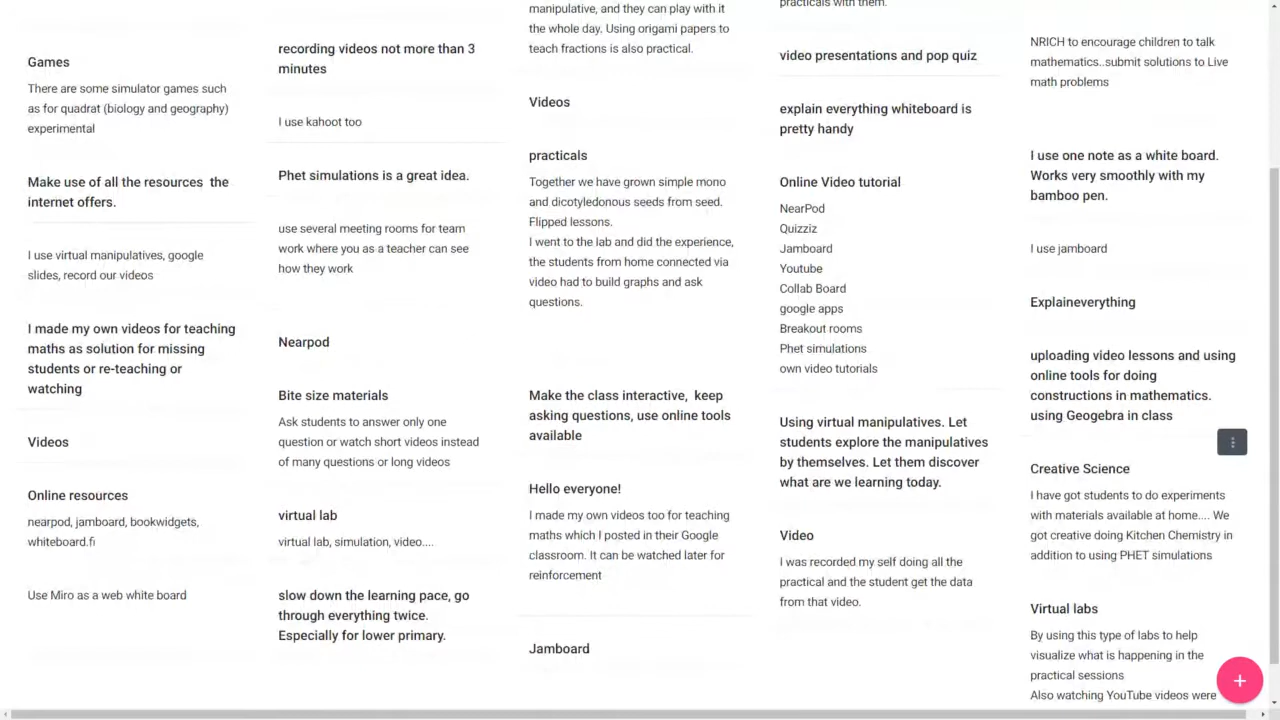 Games
There are some simulator games such
as for quadrat (biology and geography)
experimental
Make use of all the resources  the
internet offers.
I use virtual manipulatives, google
slides, record our videos
I made my own videos for teaching
maths as solution for missing
students or re-teaching or
watching
Videos
Online resources
nearpod, jamboard, bookwidgets,
whiteboard.fi
Use Miro as a web white board
recording videos not more than 3
minutes
I use kahoot too
Phet simulations is a great idea.
use several meeting rooms for team
work where you as a teacher can see
how they work
Nearpod
Bite size materials
Ask students to answer only one
question or watch short videos instead
of many questions or long videos
virtual lab
virtual lab, simulation, video....
slow down the learning pace, go
through everything twice.
Especially for lower primary.
manipulative, and they can play with it
the whole day. Using origami papers to
teach fractions is also practical.
Videos
practicals
Together we have grown simple mono
and dicotyledonous seeds from seed.
Flipped lessons.
I went to the lab and did the experience,
the students from home connected via
video had to build graphs and ask
questions.
Make the class interactive,  keep
asking questions, use online tools
available
Hello everyone!
I made my own videos too for teaching
maths which I posted in their Google
classroom. It can be watched later for
reinforcement
Jamboard
practicals with them.
video presentations and pop quiz
explain everything whiteboard is
pretty handy
Online Video tutorial
NearPod
Quizziz
Jamboard
Youtube
Collab Board
google apps
Breakout rooms
Phet simulations
own video tutorials
Using virtual manipulatives. Let
students explore the manipulatives
by themselves. Let them discover
what are we learning today.
Video
I was recorded my self doing all the
practical and the student get the data
from that video.
NRICH to encourage children to talk
mathematics..submit solutions to Live
math problems
I use one note as a white board.
Works very smoothly with my
bamboo pen.
I use jamboard
Explaineverything
uploading video lessons and using
online tools for doing
constructions in mathematics.
using Geogebra in class
Creative Science
I have got students to do experiments
with materials available at home.... We
got creative doing Kitchen Chemistry in
addition to using PHET simulations
Virtual labs
By using this type of labs to help
visualize what is happening in the
practical sessions
Also watching YouTube videos were